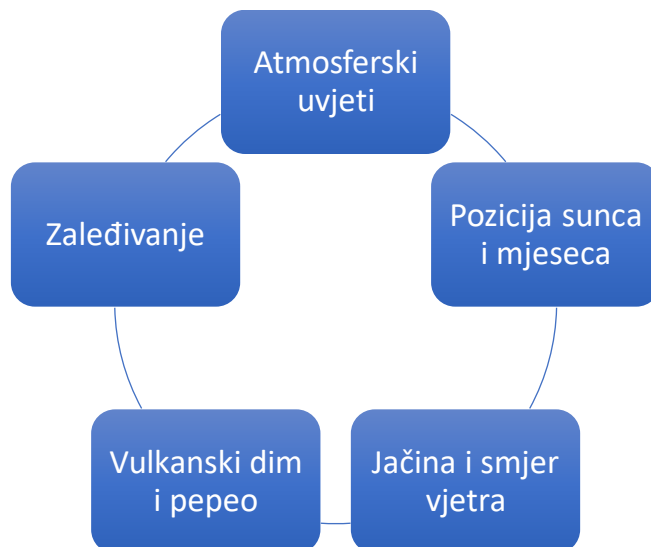 Atmosferski
uvjeti
Pozicija sunca
i mjeseca
Jačina i smjer
vjetra
Vulkanski dim
i pepeo
Zaleđivanje